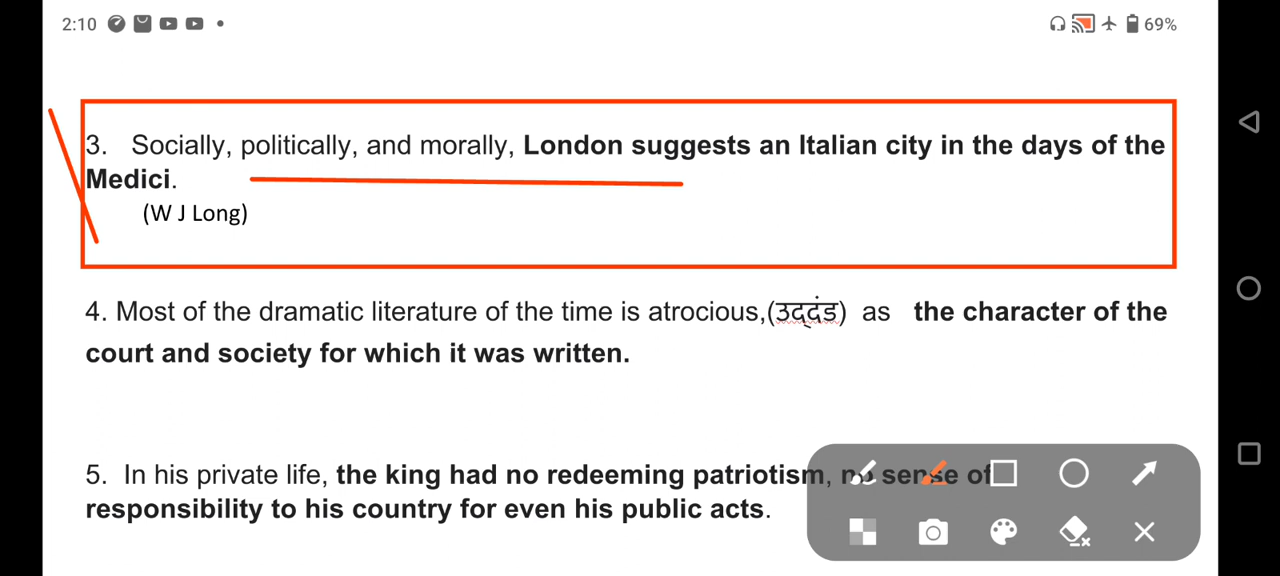 2:10
69%
3. Socially, politically, and morally, London suggests an Italian city in the days of the
Medici.
(W J Long)
4. Most of the dramatic literature of the time is atrocious,(उद्दंड) as the character of the
court and society for which it was written.
5. In his private life, the king had no redeeming patriotism, no sense of
responsibility to his country for even his public acts.